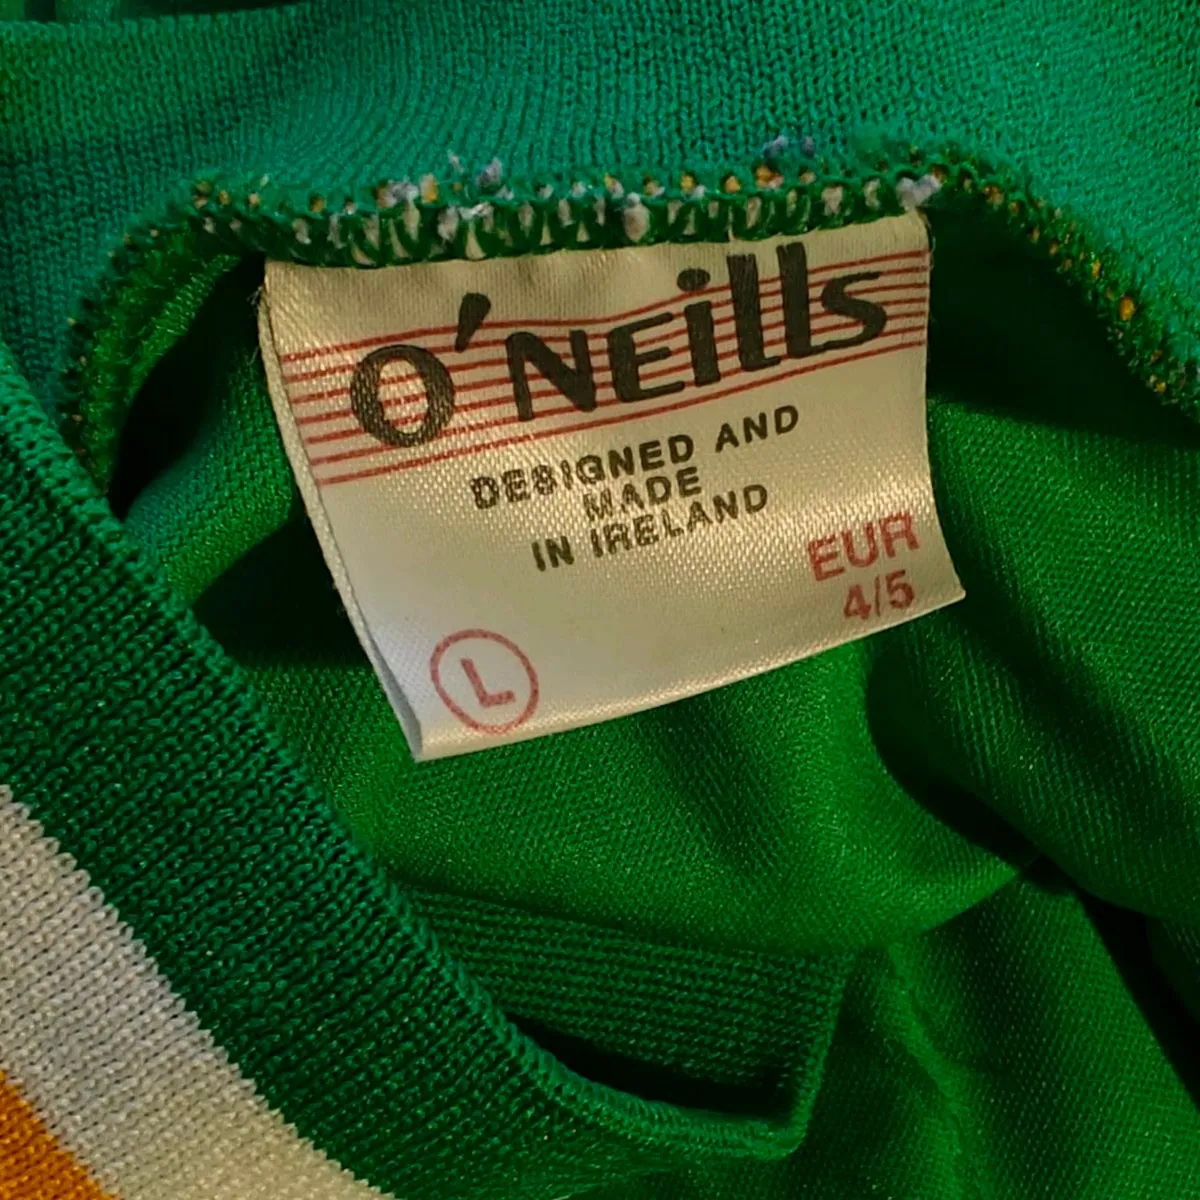 O'NEills
DESIGNED AND
MADE
IN IRELAND
EUR
4/5
L